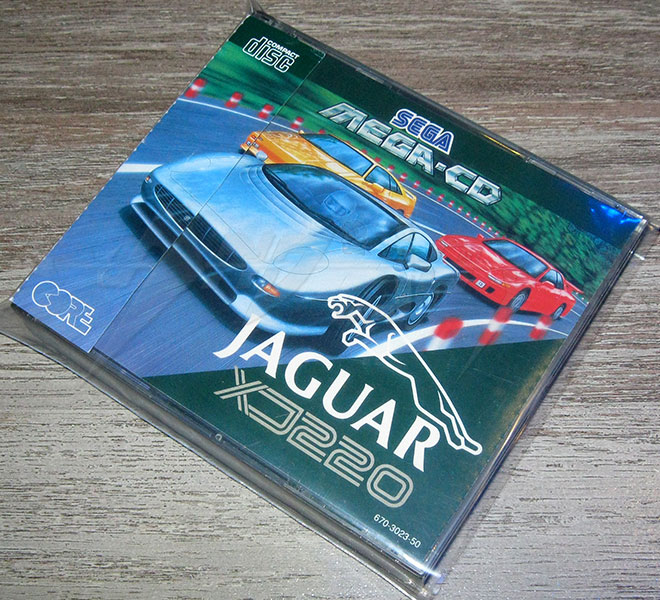 COMPACT
disc
SEGA
MEGA-CD
CORE
JAGUAR
XJ220
670-3023-50